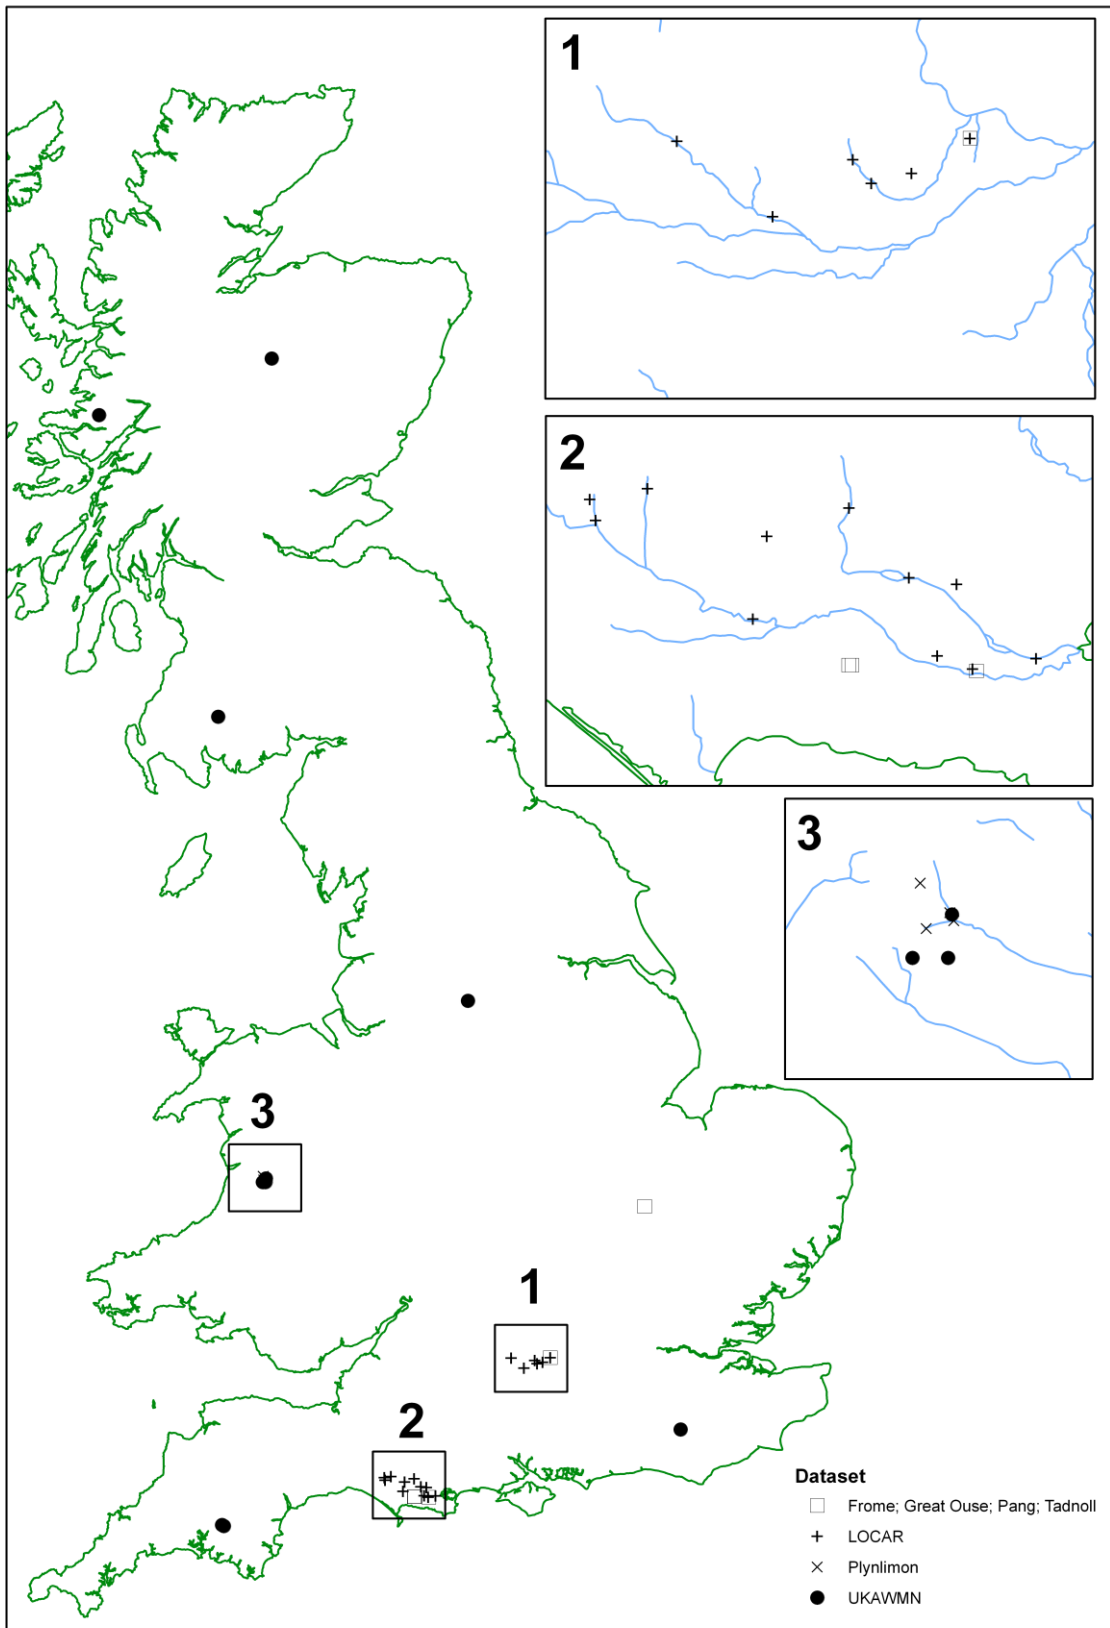 1
2
3
3
1
2
Dataset
Frome; Great Ouse; Pang; Tadnoll
LOCAR
Plynlimon
UKAWMN